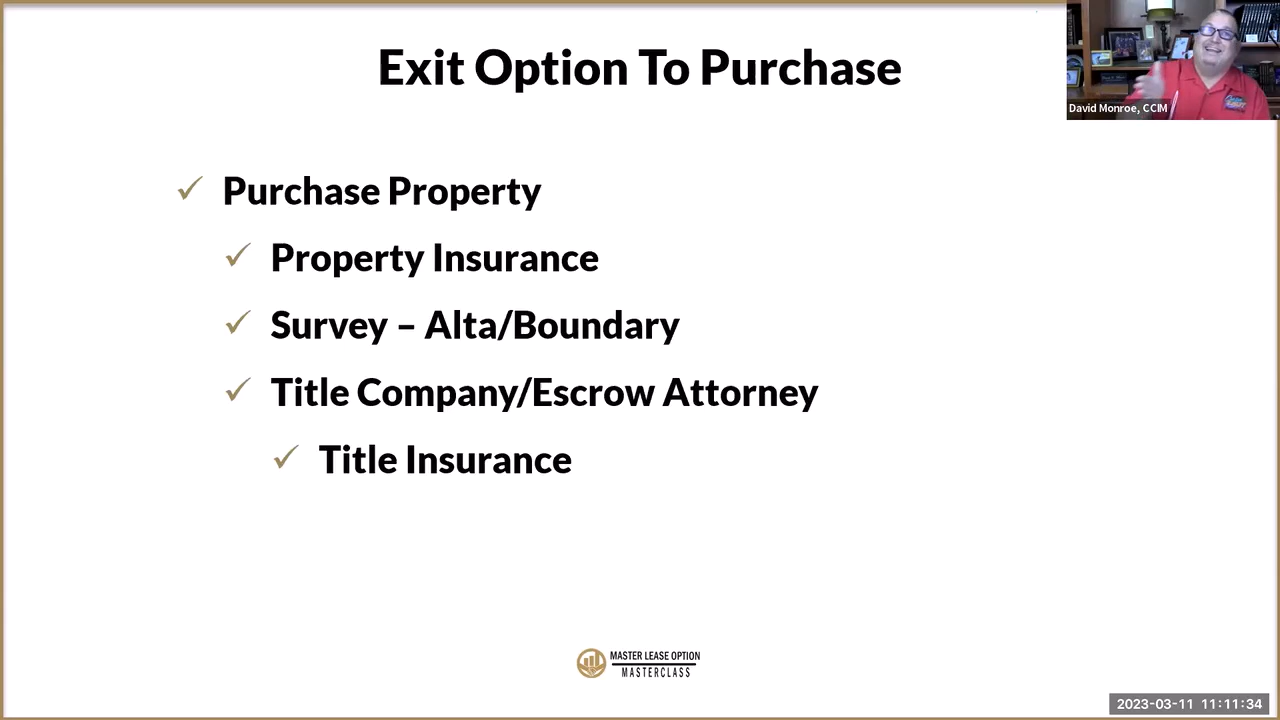 Exit Option To Purchase
David Monroe, CCIM
Purchase Property
Property Insurance
Survey – Alta/Boundary
Title Company/Escrow Attorney
Title Insurance
MASTER LEASE OPTION
MASTERCLASS
2023-03-11 11:11:34